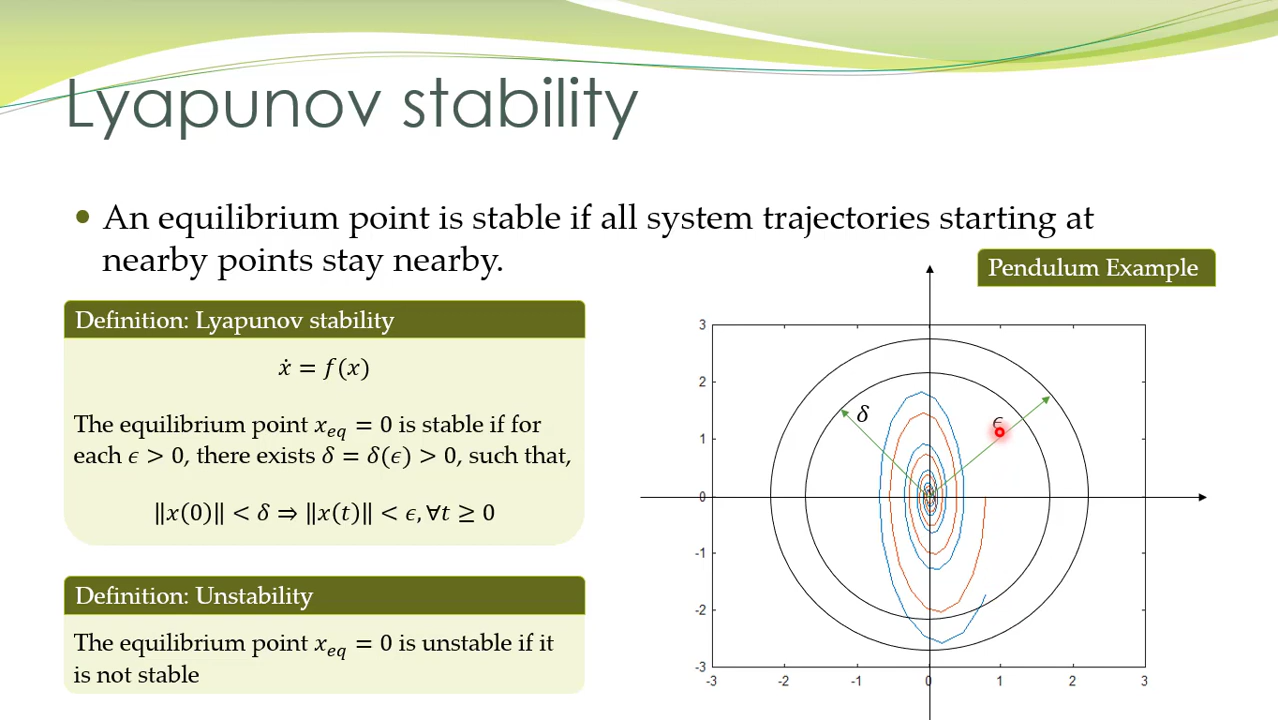 Lyapunov stability
• An equilibrium point is stable if all system trajectories starting at
nearby points stay nearby.
Pendulum Example
Definition: Lyapunov stability
ẋ = f(x)
The equilibrium point x_eq = 0 is stable if for
each ϵ > 0, there exists δ = δ(ϵ) > 0, such that,
‖x(0)‖ < δ ⇒ ‖x(t)‖ < ϵ, ∀t ≥ 0
Definition: Unstability
The equilibrium point x_eq = 0 is unstable if it
is not stable
δ
ϵ
3
2
1
0
-1
-2
-3
-3 -2 -1 0 1 2 3